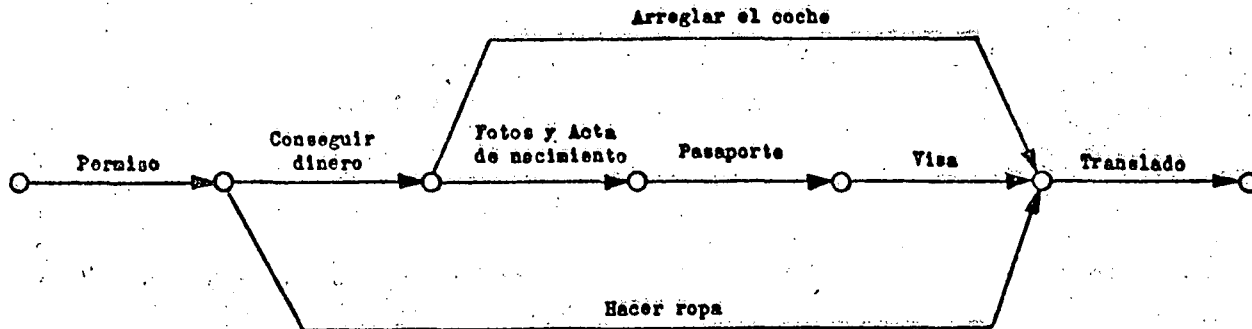 Arreglar el coche
Permiso
Conseguir
dinero
Fotos y Acta
de nacimiento
Pasaporte
Visa
Translado
Hacer ropa